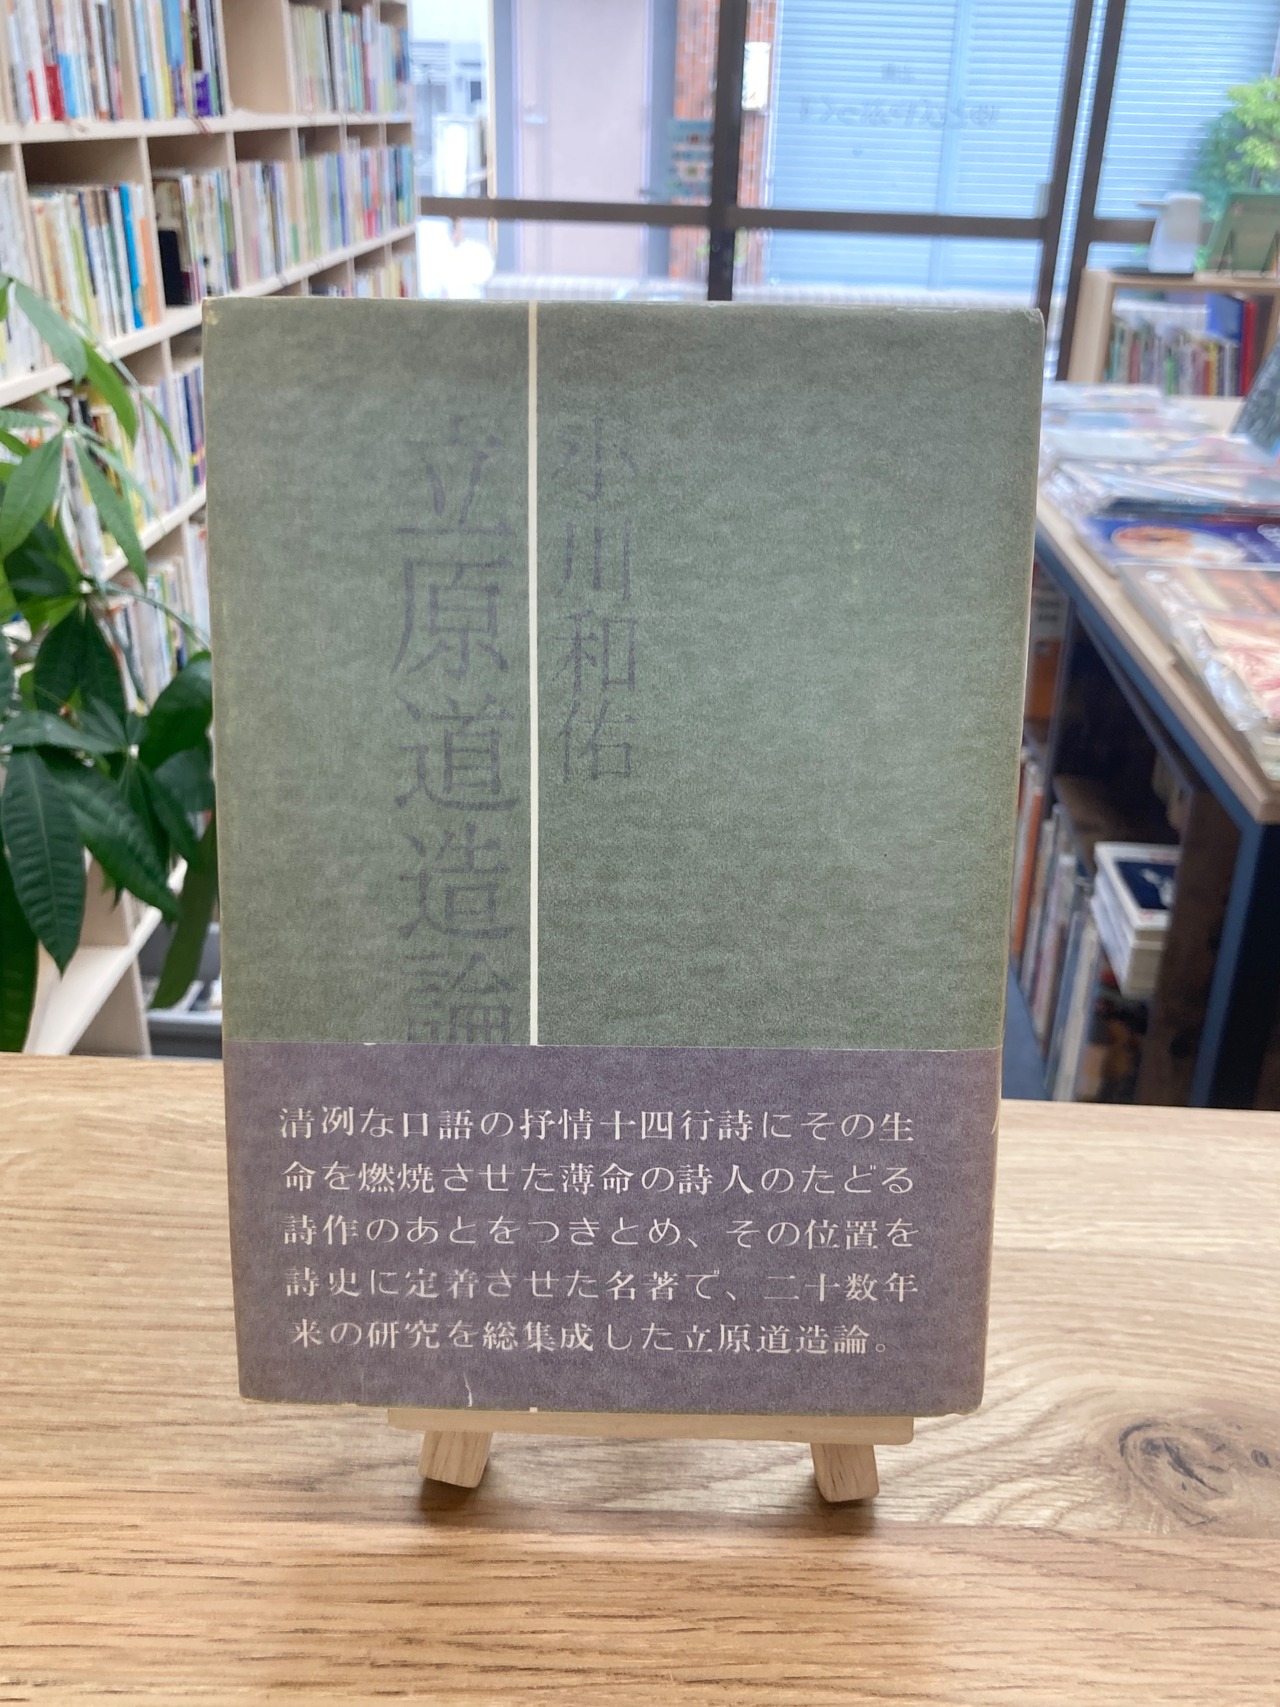 小川和佑
立原道造論
清冽な口語の抒情十四行詩にその生
命を燃焼させた薄命の詩人のたどる
詩作のあとをつきとめ、その位置を
詩史に定着させた名著で、二十数年
来の研究を総集成した立原道造論。